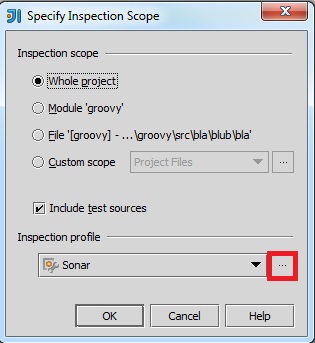 Specify Inspection Scope
Inspection scope
Whole project
Module 'groovy'
File '[groovy] - ...\groovy\src\bla\blub\bla'
Custom scope Project Files ...
Include test sources
Inspection profile
Sonar ...
OK Cancel Help